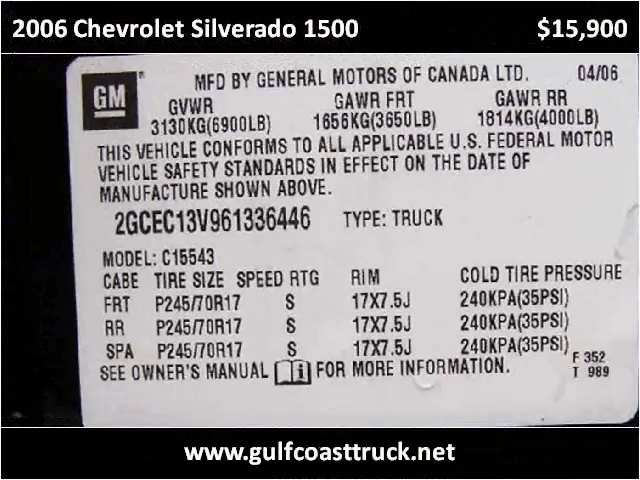 2006 Chevrolet Silverado 1500 $15,900
GM MFD BY GENERAL MOTORS OF CANADA LTD. 04/06
GVWR GAWR FRT GAWR RR
3130KG(6900LB) 1656KG(3650LB) 1814KG(4000LB)
THIS VEHICLE CONFORMS TO ALL APPLICABLE U.S. FEDERAL MOTOR
VEHICLE SAFETY STANDARDS IN EFFECT ON THE DATE OF
MANUFACTURE SHOWN ABOVE.
2GCEC13V961336446 TYPE: TRUCK
MODEL: C15543
CABE TIRE SIZE SPEED RTG RIM COLD TIRE PRESSURE
FRT P245/70R17 S 17X7.5J 240KPA(35PSI)
RR P245/70R17 S 17X7.5J 240KPA(35PSI)
SPA P245/70R17 S 17X7.5J 240KPA(35PSI)
SEE OWNER'S MANUAL i FOR MORE INFORMATION.
F 352
T 989
www.gulfcoasttruck.net